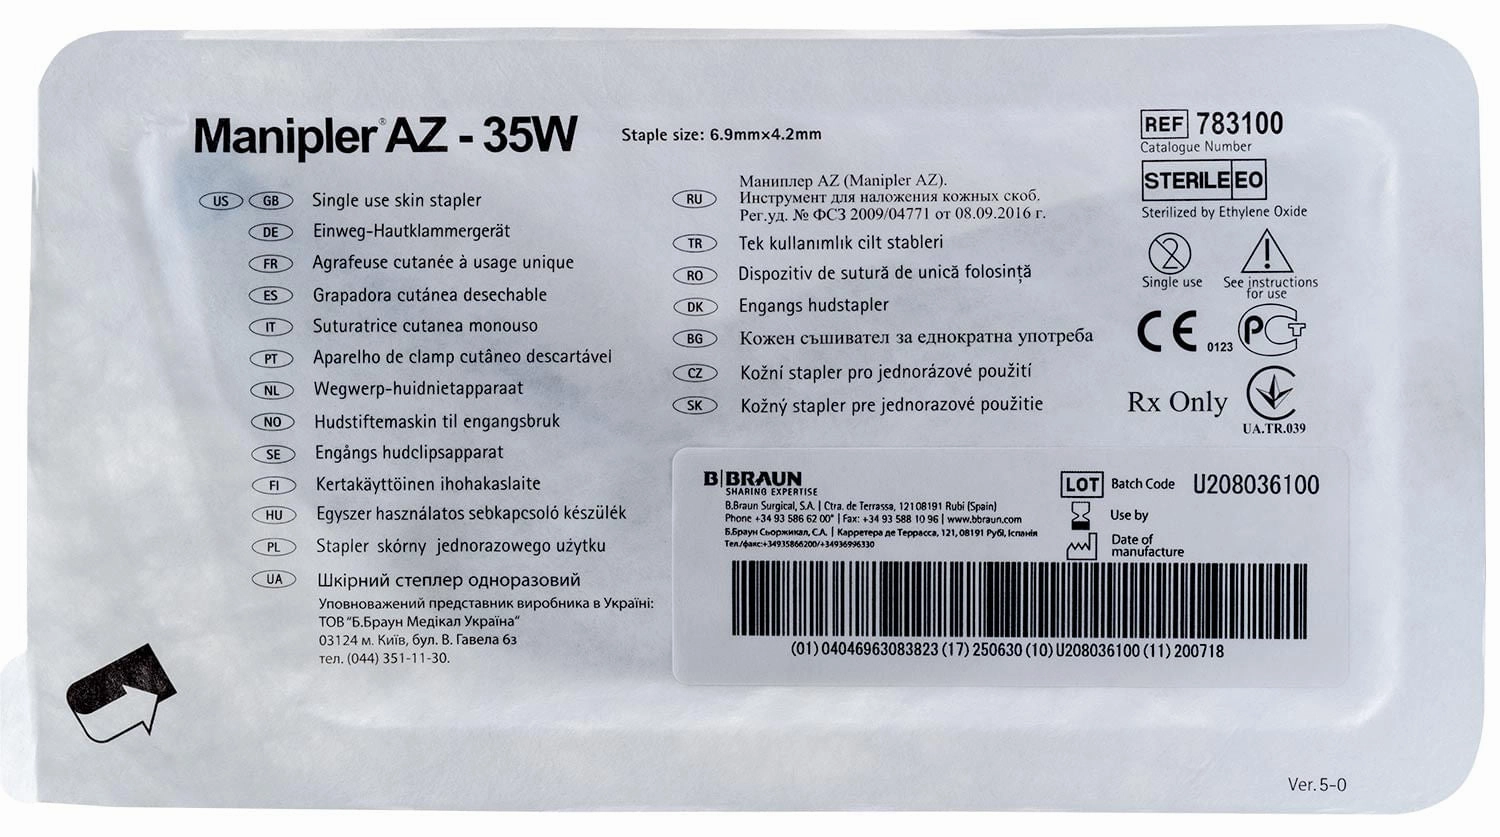 Manipler® AZ - 35W
Staple size: 6.9mm×4.2mm
US GB Single use skin stapler
DE Einweg-Hautklammergerät
FR Agrafeuse cutanée à usage unique
ES Grapadora cutánea desechable
IT Suturatrice cutanea monouso
PT Aparelho de clamp cutâneo descartável
NL Wegwerp-huidnietapparaat
NO Hudstiftemaskin til engangsbruk
SE Engångs hudclipsapparat
FI Kertakäyttöinen ihohakaslaite
HU Egyszer használatos sebkapcsoló készülék
PL Stapler skórny jednorazowego użytku
UA Шкірний степлер одноразовий
Уповноважений представник виробника в Україні:
ТОВ "Б.Браун Медікал Україна"
03124 м. Київ, бул. В. Гавела 6з
тел. (044) 351-11-30.
RU Маниплер AZ (Manipler AZ).
Инструмент для наложения кожных скоб.
Рег.уд. № ФСЗ 2009/04771 от 08.09.2016 г.
TR Tek kullanımlık cilt stableri
RO Dispozitiv de sutură de unică folosință
DK Engangs hudstapler
BG Кожен съшивател за еднократна употреба
CZ Kožní stapler pro jednorázové použití
SK Kožný stapler pre jednorazové použitie
REF 783100
Catalogue Number
STERILE EO
Sterilized by Ethylene Oxide
2
Single use
See instructions
for use
CE 0123 РСТ
Rx Only
UA.TR.039
B|BRAUN
SHARING EXPERTISE
B.Braun Surgical, S.A. | Ctra. de Terrassa, 121 08191 Rubí (Spain)
Phone +34 93 586 62 00" | Fax: +34 93 588 10 96 | www.bbraun.com
Б.Браун Сьоржикал, С.А. | Карретера де Террасса, 121, 08191 Рубі, Іспанія
Тел./факс:+34935866200/+34936996330
LOT Batch Code U208036100
Use by
Date of
manufacture
(01) 04046963083823 (17) 250630 (10) U208036100 (11) 200718
Ver. 5-0